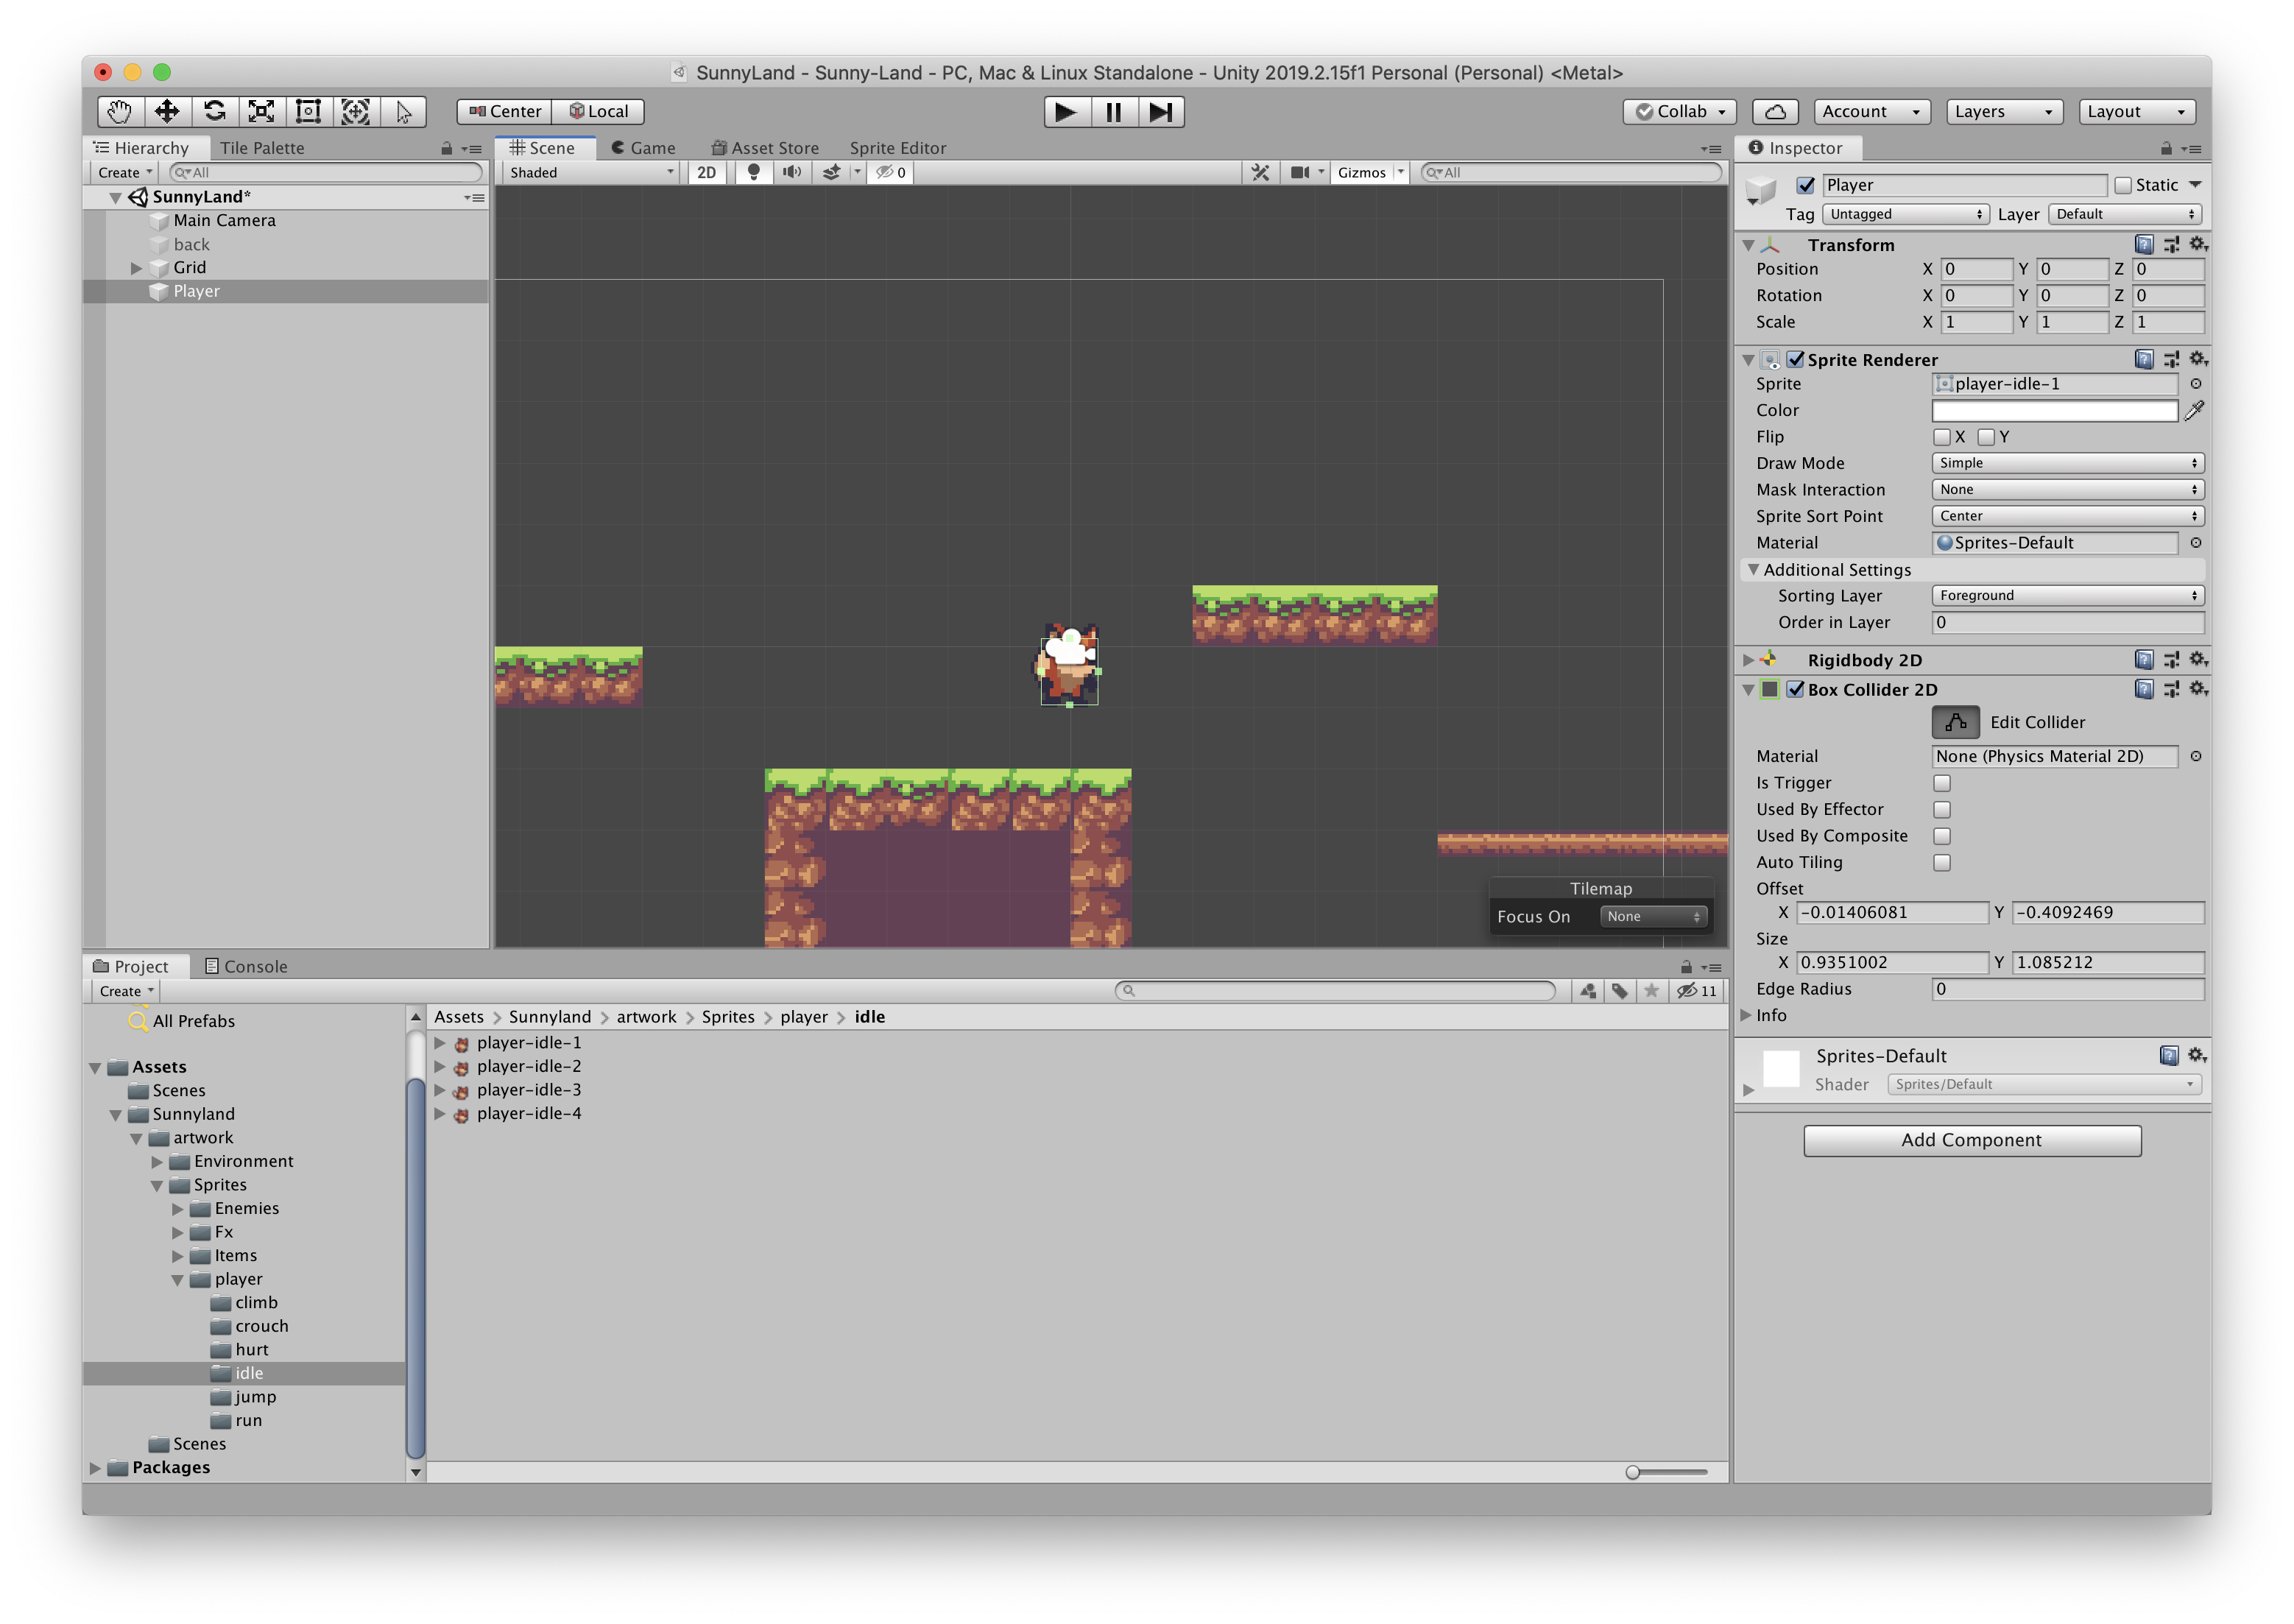 SunnyLand - Sunny-Land - PC, Mac & Linux Standalone - Unity 2019.2.15f1 Personal (Personal) <Metal>
Center Local
Collab Account Layers Layout
Hierarchy Tile Palette
Create All
SunnyLand*
Main Camera
back
Grid
Player
Scene Game Asset Store Sprite Editor
Shaded 2D 0 Gizmos All
Tilemap
Focus On None
Inspector
Player Static
Tag Untagged Layer Default
Transform
Position X 0 Y 0 Z 0
Rotation X 0 Y 0 Z 0
Scale X 1 Y 1 Z 1
Sprite Renderer
Sprite player-idle-1
Color
Flip X Y
Draw Mode Simple
Mask Interaction None
Sprite Sort Point Center
Material Sprites-Default
Additional Settings
Sorting Layer Foreground
Order in Layer 0
Rigidbody 2D
Box Collider 2D
Edit Collider
Material None (Physics Material 2D)
Is Trigger
Used By Effector
Used By Composite
Auto Tiling
Offset
X -0.01406081 Y -0.4092469
Size
X 0.9351002 Y 1.085212
Edge Radius 0
Info
Sprites-Default
Shader Sprites/Default
Add Component
Project Console
Create 11
All Prefabs
Assets
Scenes
Sunnyland
artwork
Environment
Sprites
Enemies
Fx
Items
player
climb
crouch
hurt
idle
jump
run
Scenes
Packages
Assets > Sunnyland > artwork > Sprites > player > idle
player-idle-1
player-idle-2
player-idle-3
player-idle-4